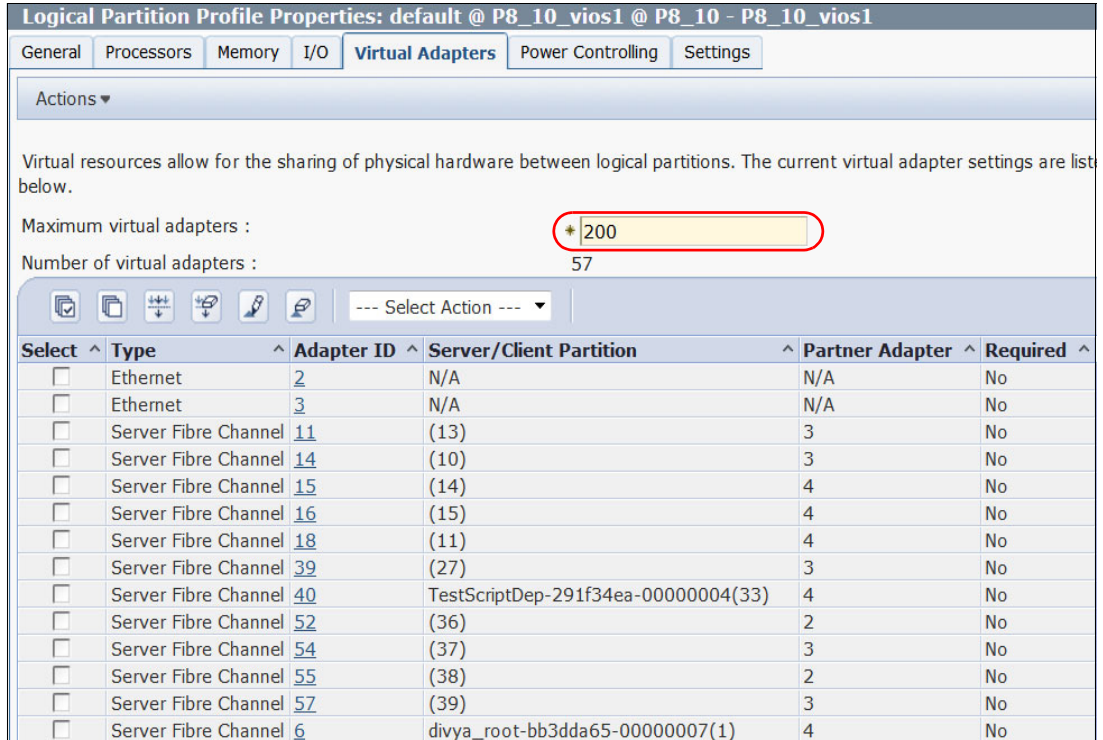 Logical Partition Profile Properties: default @ P8_10_vios1 @ P8_10 - P8_10_vios1
General Processors Memory I/O Virtual Adapters Power Controlling Settings
Actions
Virtual resources allow for the sharing of physical hardware between logical partitions. The current virtual adapter settings are liste
below.
Maximum virtual adapters : * 200
Number of virtual adapters : 57
--- Select Action ---
Select ^ Type ^ Adapter ID ^ Server/Client Partition ^ Partner Adapter ^ Required ^
Ethernet 2 N/A N/A No
Ethernet 3 N/A N/A No
Server Fibre Channel 11 (13) 3 No
Server Fibre Channel 14 (10) 3 No
Server Fibre Channel 15 (14) 4 No
Server Fibre Channel 16 (15) 4 No
Server Fibre Channel 18 (11) 4 No
Server Fibre Channel 39 (27) 3 No
Server Fibre Channel 40 TestScriptDep-291f34ea-00000004(33) 4 No
Server Fibre Channel 52 (36) 2 No
Server Fibre Channel 54 (37) 3 No
Server Fibre Channel 55 (38) 2 No
Server Fibre Channel 57 (39) 3 No
Server Fibre Channel 6 divya_root-bb3dda65-00000007(1) 4 No